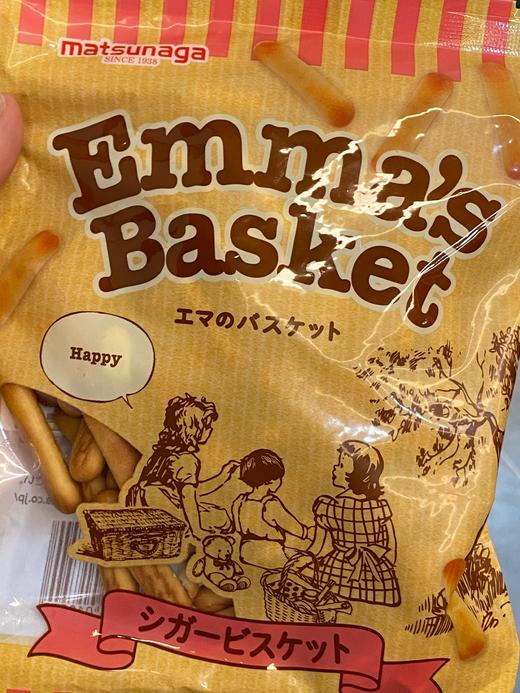 matsunaga
SINCE 1938
Emma's
Basket
エマのバスケット
Happy
シガービスケット